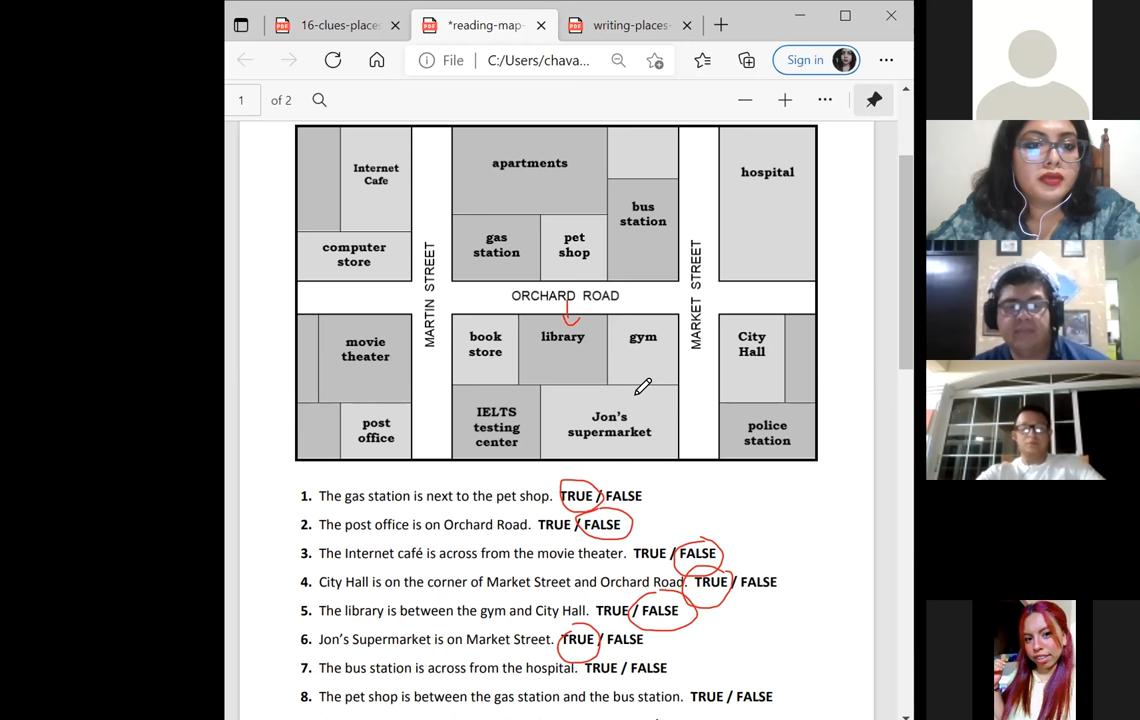 16-clues-places
*reading-map-
writing-places-
File
C:/Users/chava...
Sign in
1 of 2
Internet Cafe
apartments
hospital
bus station
computer store
gas station
pet shop
MARTIN STREET
MARKET STREET
ORCHARD ROAD
movie theater
book store
library
gym
City Hall
post office
IELTS testing center
Jon's supermarket
police station
1. The gas station is next to the pet shop. TRUE / FALSE
2. The post office is on Orchard Road. TRUE / FALSE
3. The Internet café is across from the movie theater. TRUE / FALSE
4. City Hall is on the corner of Market Street and Orchard Road. TRUE / FALSE
5. The library is between the gym and City Hall. TRUE / FALSE
6. Jon's Supermarket is on Market Street. TRUE / FALSE
7. The bus station is across from the hospital. TRUE / FALSE
8. The pet shop is between the gas station and the bus station. TRUE / FALSE